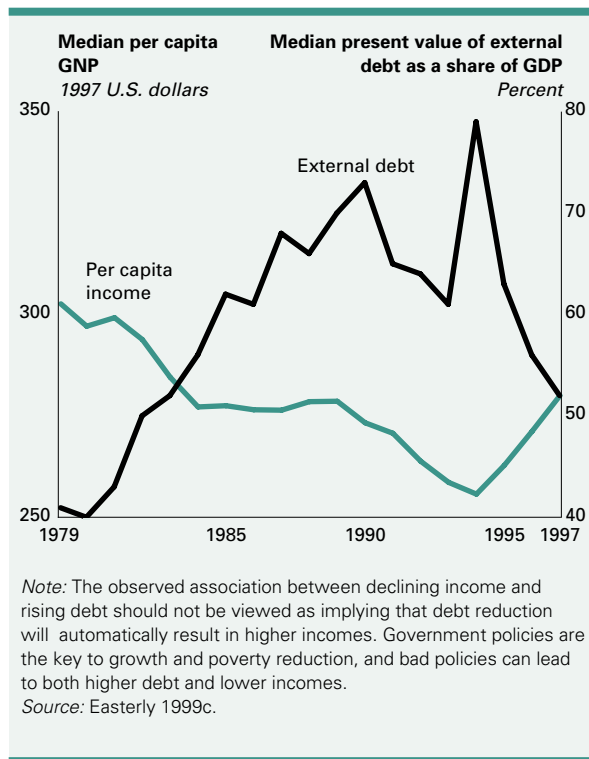 Median per capita
GNP
1997 U.S. dollars
Median present value of external
debt as a share of GDP
Percent
350
300
250
80
70
60
50
40
External debt
Per capita
income
1979
1985
1990
1995
1997
Note: The observed association between declining income and
rising debt should not be viewed as implying that debt reduction
will automatically result in higher incomes. Government policies are
the key to growth and poverty reduction, and bad policies can lead
to both higher debt and lower incomes.
Source: Easterly 1999c.